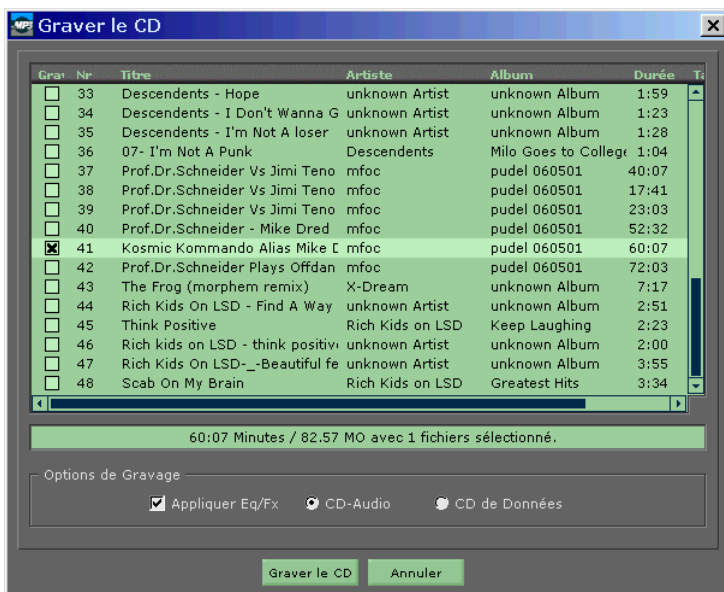 MP3 Graver le CD
Grav Nr Titre Artiste Album Durée Ta
33 Descendents - Hope unknown Artist unknown Album 1:59
34 Descendents - I Don't Wanna G unknown Artist unknown Album 1:23
35 Descendents - I'm Not A loser unknown Artist unknown Album 1:28
36 07- I'm Not A Punk Descendents Milo Goes to College 1:04
37 Prof.Dr.Schneider Vs Jimi Teno mfoc pudel 060501 40:07
38 Prof.Dr.Schneider Vs Jimi Teno mfoc pudel 060501 17:41
39 Prof.Dr.Schneider Vs Jimi Teno mfoc pudel 060501 23:03
40 Prof.Dr.Schneider - Mike Dred mfoc pudel 060501 52:32
41 Kosmic Kommando Alias Mike D mfoc pudel 060501 60:07
42 Prof.Dr.Schneider Plays Offdan mfoc pudel 060501 72:03
43 The Frog (morphem remix) X-Dream unknown Album 7:17
44 Rich Kids On LSD - Find A Way unknown Artist unknown Album 2:51
45 Think Positive Rich Kids on LSD Keep Laughing 2:23
46 Rich kids on LSD - think positiv unknown Artist unknown Album 2:00
47 Rich Kids On LSD-_-Beautiful fe unknown Artist unknown Album 3:55
48 Scab On My Brain Rich Kids on LSD Greatest Hits 3:34
60:07 Minutes / 82.57 MO avec 1 fichiers sélectionné.
Options de Gravage
Appliquer Eq/Fx CD-Audio CD de Données
Graver le CD Annuler